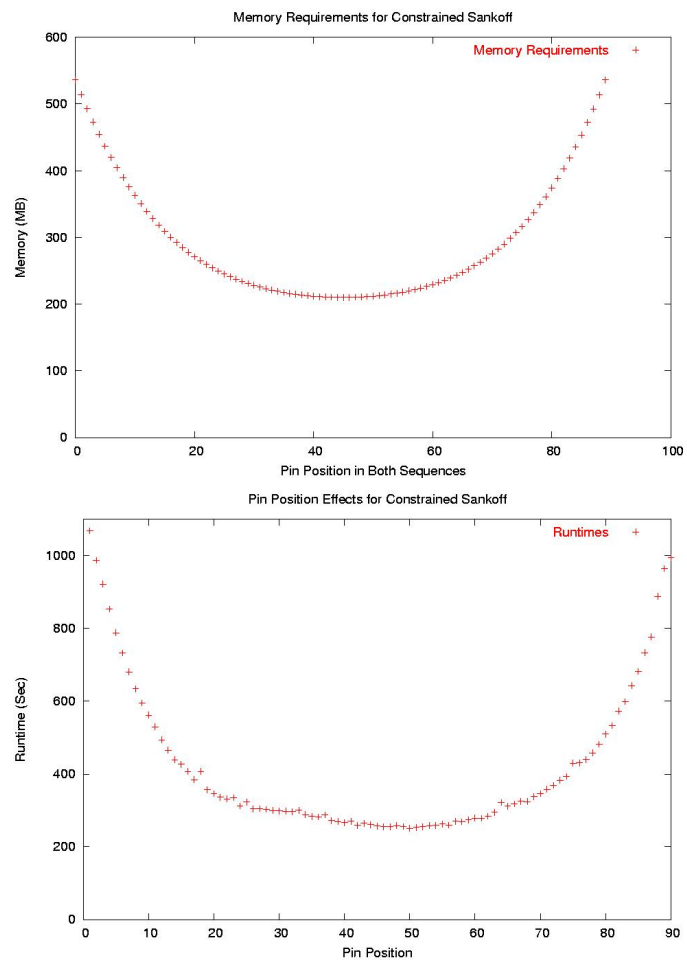 Memory Requirements for Constrained Sankoff
600
Memory Requirements
500
400
Memory (MB)
300
200
100
0
0 20 40 60 80 100
Pin Position in Both Sequences
Pin Position Effects for Constrained Sankoff
Runtimes
1000
800
600
Runtime (Sec)
400
200
0
0 10 20 30 40 50 60 70 80 90
Pin Position